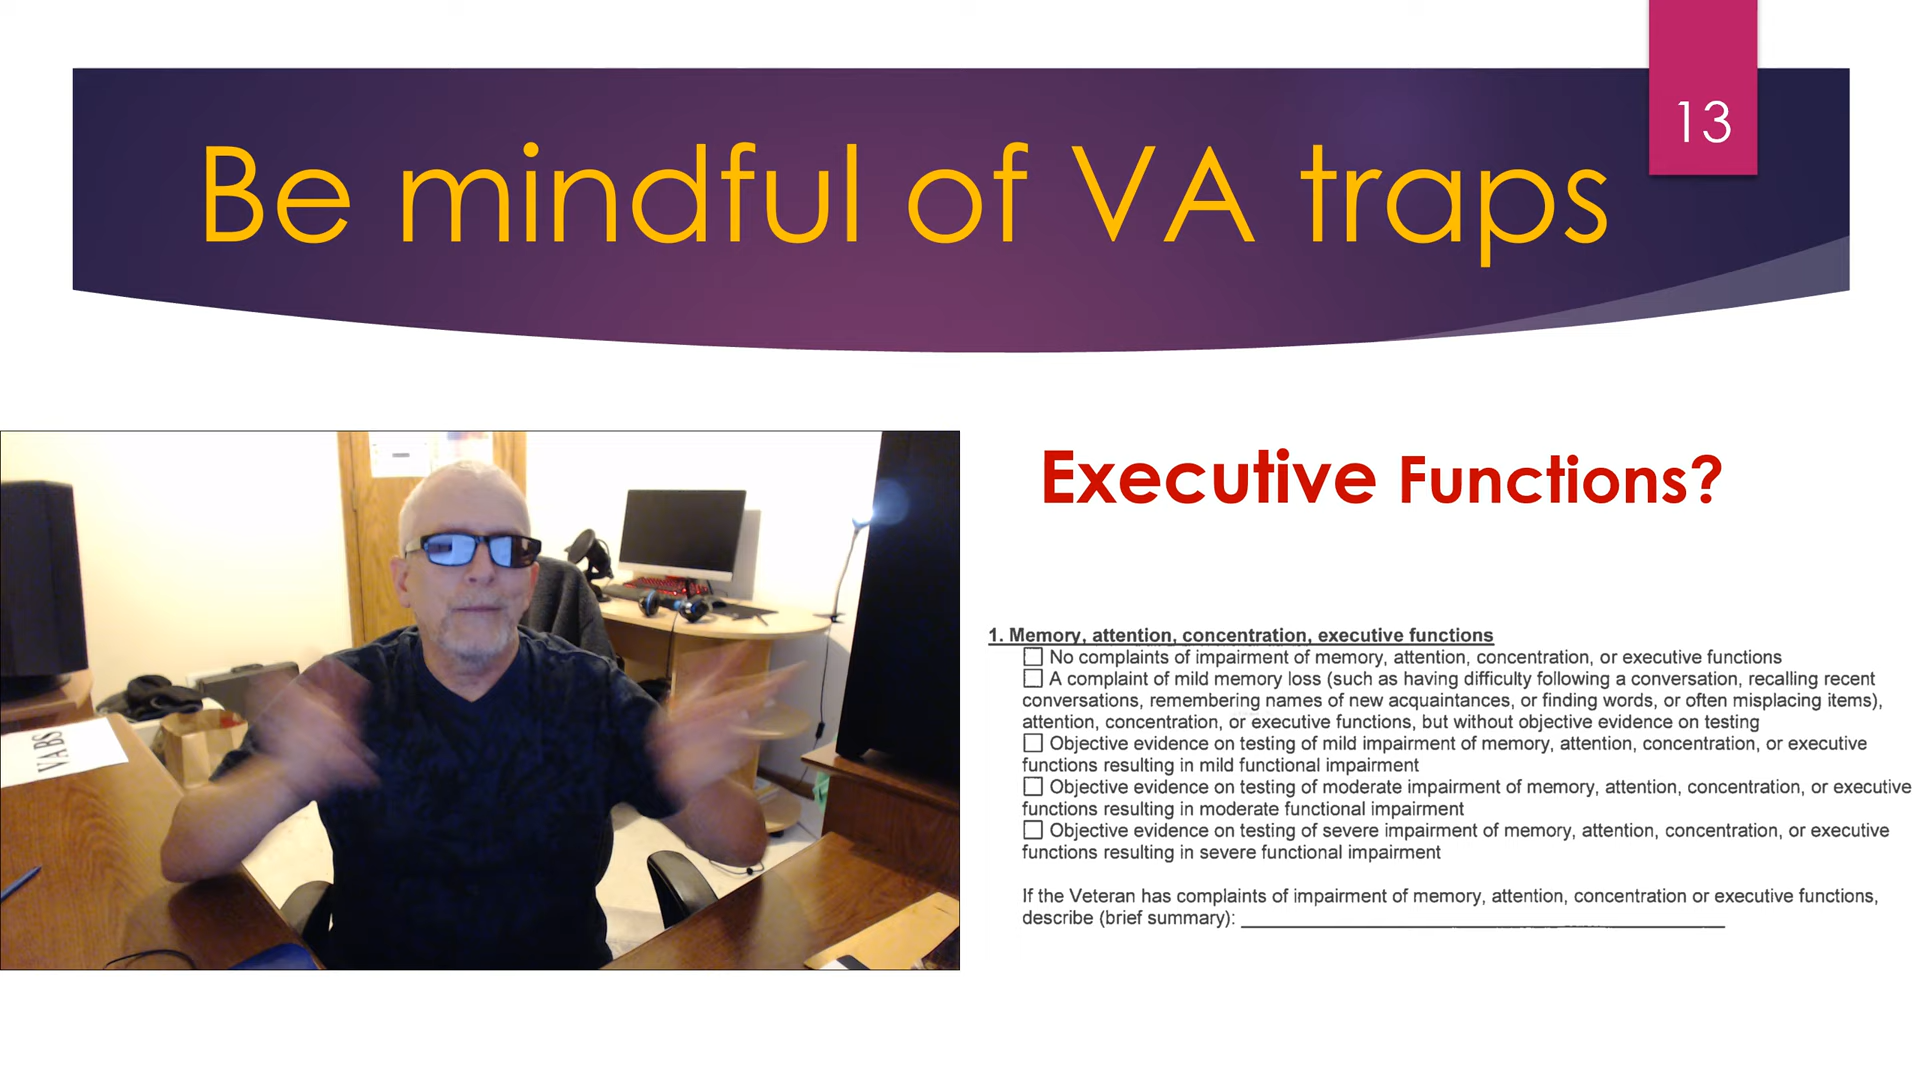 13
Be mindful of VA traps
Executive Functions?
VA BS
1. Memory, attention, concentration, executive functions
No complaints of impairment of memory, attention, concentration, or executive functions
A complaint of mild memory loss (such as having difficulty following a conversation, recalling recent
conversations, remembering names of new acquaintances, or finding words, or often misplacing items),
attention, concentration, or executive functions, but without objective evidence on testing
Objective evidence on testing of mild impairment of memory, attention, concentration, or executive
functions resulting in mild functional impairment
Objective evidence on testing of moderate impairment of memory, attention, concentration, or executive
functions resulting in moderate functional impairment
Objective evidence on testing of severe impairment of memory, attention, concentration, or executive
functions resulting in severe functional impairment
If the Veteran has complaints of impairment of memory, attention, concentration or executive functions,
describe (brief summary):